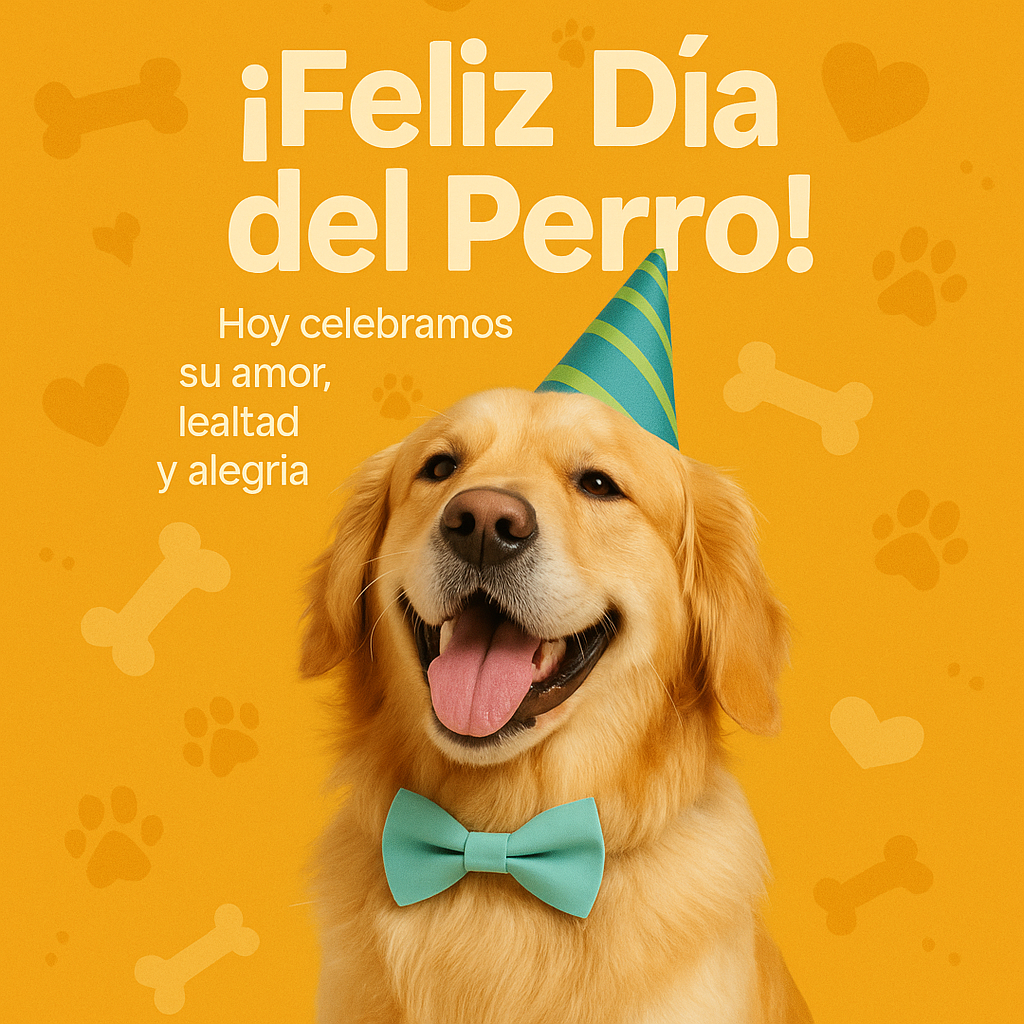 ¡Feliz Día
del Perro!
Hoy celebramos
su amor,
lealtad
y alegria